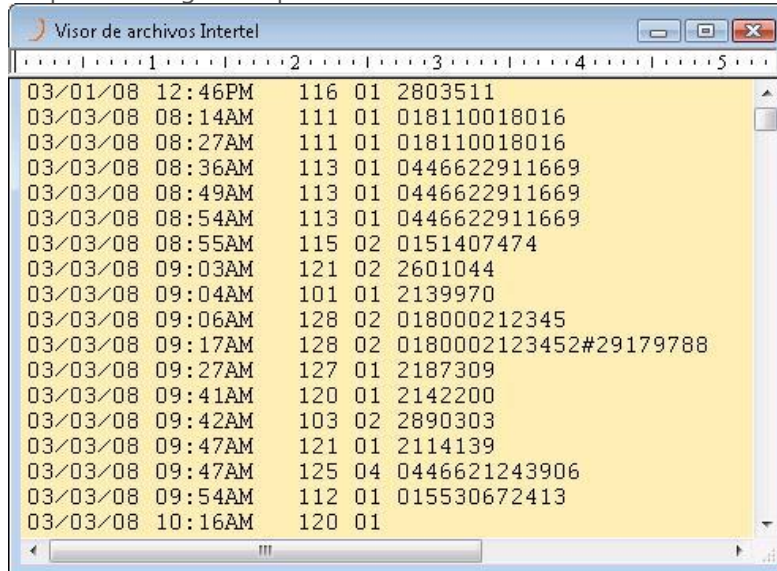 Visor de archivos Intertel
1 2 3 4 5
03/01/08 12:46PM 116 01 2803511
03/03/08 08:14AM 111 01 018110018016
03/03/08 08:27AM 111 01 018110018016
03/03/08 08:36AM 113 01 0446622911669
03/03/08 08:49AM 113 01 0446622911669
03/03/08 08:54AM 113 01 0446622911669
03/03/08 08:55AM 115 02 0151407474
03/03/08 09:03AM 121 02 2601044
03/03/08 09:04AM 101 01 2139970
03/03/08 09:06AM 128 02 018000212345
03/03/08 09:17AM 128 02 0180002123452#29179788
03/03/08 09:27AM 127 01 2187309
03/03/08 09:41AM 120 01 2142200
03/03/08 09:42AM 103 02 2890303
03/03/08 09:47AM 121 01 2114139
03/03/08 09:47AM 125 04 0446621243906
03/03/08 09:54AM 112 01 015530672413
03/03/08 10:16AM 120 01